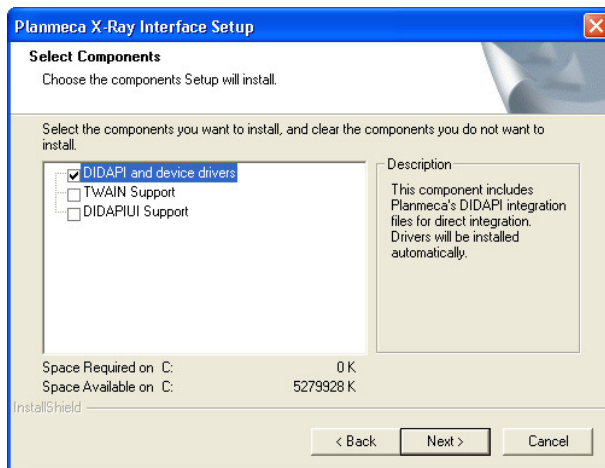 Planmeca X-Ray Interface Setup
Select Components
Choose the components Setup will install.
Select the components you want to install, and clear the components you do not want to
install.
DIDAPI and device drivers
TWAIN Support
DIDAPIUI Support
Description
This component includes
Planmeca's DIDAPI integration
files for direct integration.
Drivers will be installed
automatically.
Space Required on C: 0 K
Space Available on C: 5279928 K
InstallShield
< Back Next > Cancel